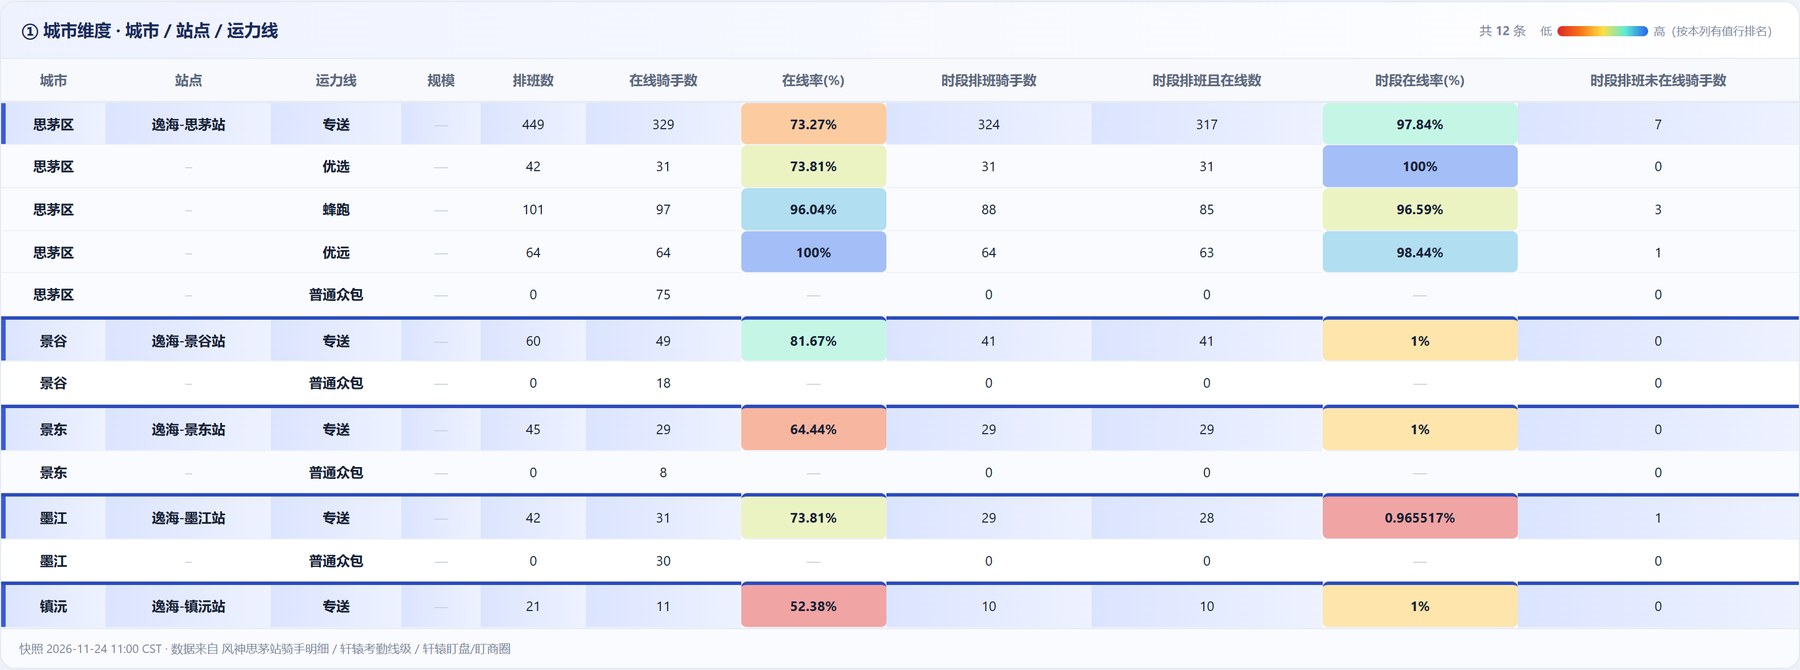 ① 城市维度 · 城市 / 站点 / 运力线 共 12 条 低 高 (按本列有值行排名)
城市 站点 运力线 规模 排班数 在线骑手数 在线率(%) 时段排班骑手数 时段排班且在线数 时段在线率(%) 时段排班未在线骑手数
思茅区 逸海-思茅站 专送 — 449 329 73.27% 324 317 97.84% 7
思茅区 – 优选 — 42 31 73.81% 31 31 100% 0
思茅区 – 蜂跑 — 101 97 96.04% 88 85 96.59% 3
思茅区 – 优远 — 64 64 100% 64 63 98.44% 1
思茅区 – 普通众包 — 0 75 — 0 0 — 0
景谷 逸海-景谷站 专送 — 60 49 81.67% 41 41 1% 0
景谷 – 普通众包 — 0 18 — 0 0 — 0
景东 逸海-景东站 专送 — 45 29 64.44% 29 29 1% 0
景东 – 普通众包 — 0 8 — 0 0 — 0
墨江 逸海-墨江站 专送 — 42 31 73.81% 29 28 0.965517% 1
墨江 – 普通众包 — 0 30 — 0 0 — 0
镇沅 逸海-镇沅站 专送 — 21 11 52.38% 10 10 1% 0
快照 2026-11-24 11:00 CST · 数据来自 风神思茅站骑手明细 / 轩辕考勤线级 / 轩辕盯盘/盯商圈